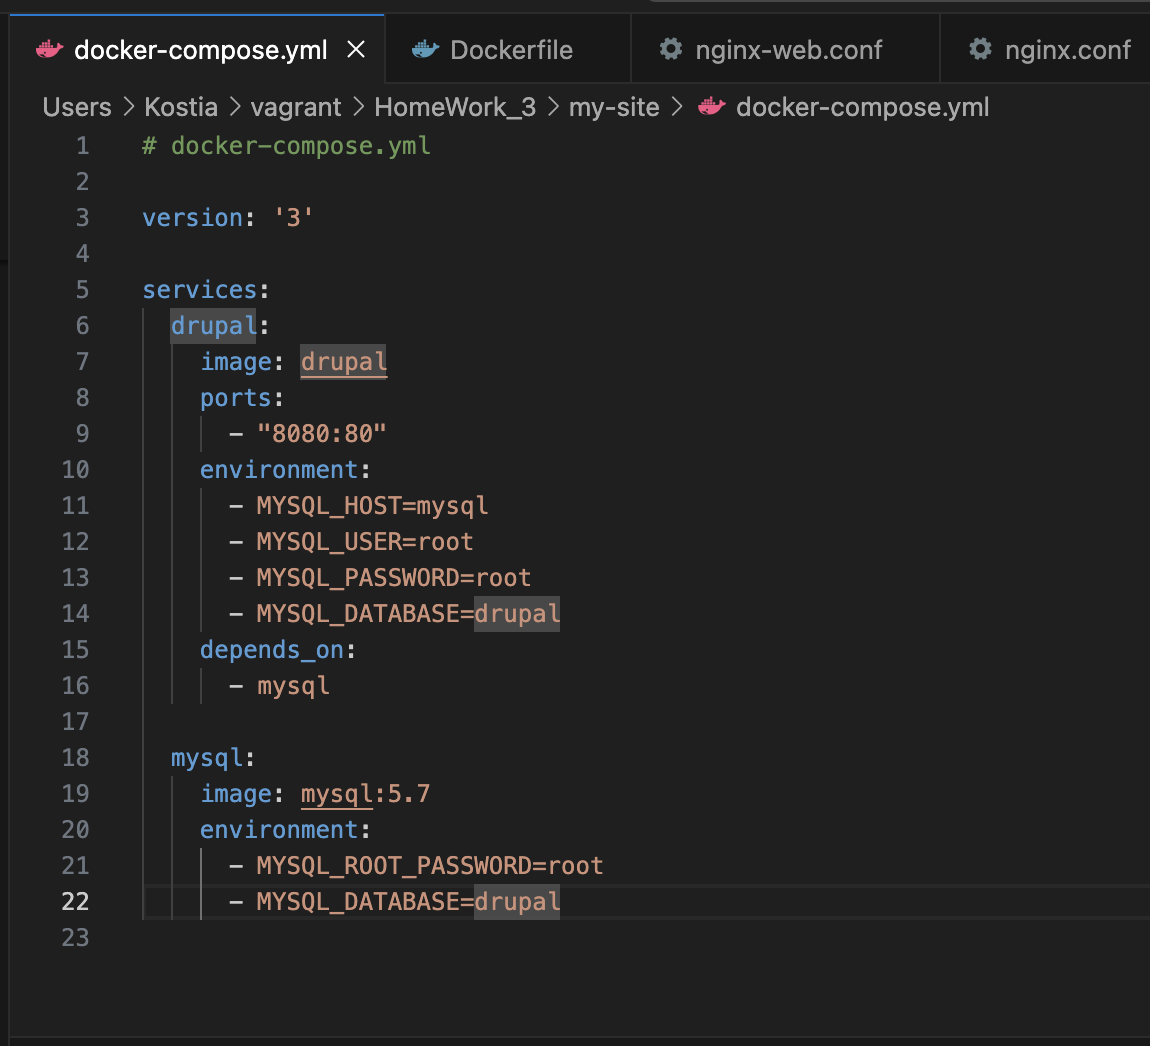 docker-compose.yml × Dockerfile nginx-web.conf nginx.conf
Users > Kostia > vagrant > HomeWork_3 > my-site > docker-compose.yml
1 # docker-compose.yml
2
3 version: '3'
4
5 services:
6   drupal:
7     image: drupal
8     ports:
9       - "8080:80"
10     environment:
11       - MYSQL_HOST=mysql
12       - MYSQL_USER=root
13       - MYSQL_PASSWORD=root
14       - MYSQL_DATABASE=drupal
15     depends_on:
16       - mysql
17
18   mysql:
19     image: mysql:5.7
20     environment:
21       - MYSQL_ROOT_PASSWORD=root
22       - MYSQL_DATABASE=drupal
23